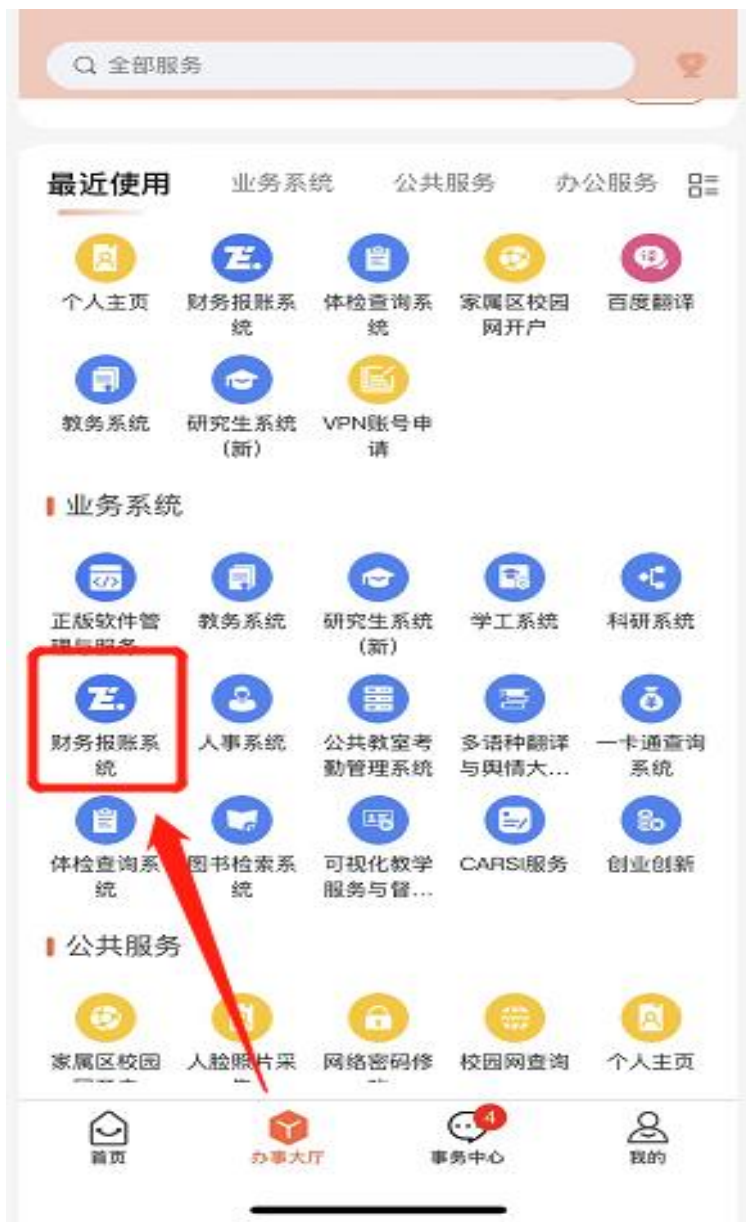 全部服务
最近使用 业务系统 公共服务 办公服务
个人主页 财务报账系统 体检查询系统 家属区校园网开户 百度翻译
教务系统 研究生系统(新) VPN账号申请
业务系统
正版软件管理与服务 教务系统 研究生系统(新) 学工系统 科研系统
财务报账系统 人事系统 公共教室考勤管理系统 多语种翻译与舆情大... 一卡通查询系统
体检查询系统 图书检索系统 可视化教学服务与督... CARSI服务 创业创新
公共服务
家属区校园 人脸照片采 网络密码修 校园网查询 个人主页
4
首页 办事大厅 事务中心 我的